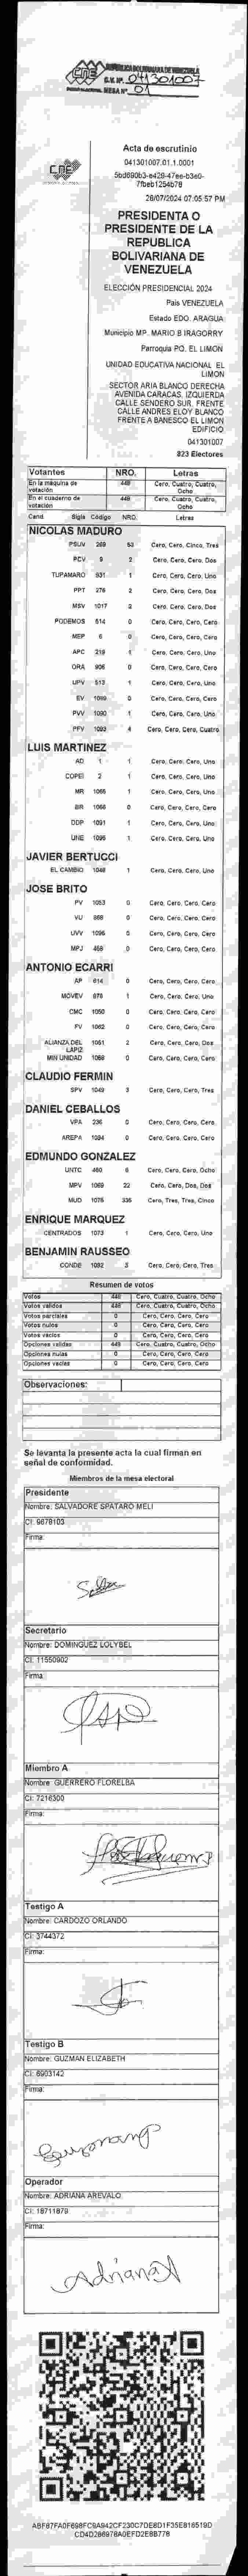 CNE
REPUBLICA BOLIVARIANA DE VENEZUELA
C.V. Nº. 041301007
MESA Nº 01
CNE
Acta de escrutinio
041301007.01.1.0001
28/07/2024 07:05:57 PM
PRESIDENTA O
PRESIDENTE DE LA
REPUBLICA
BOLIVARIANA DE
VENEZUELA
ELECCIÓN PRESIDENCIAL 2024
Pais VENEZUELA
Estado EDO. ARAGUA
Municipio MP. MARIO B IRAGORRY
Parroquia PQ. EL LIMON
UNIDAD EDUCATIVA NACIONAL EL
LIMON
SECTOR ARIA BLANCO DERECHA
AVENIDA CARACAS. IZQUIERDA
CALLE SENDERO SUR. FRENTE
CALLE ANDRES ELOY BLANCO
FRENTE A BANESCO EL LIMON
EDIFICIO
041301007
823 Electores
Votantes NRO. Letras
En la máquina de votación 448 Cero, Cuatro, Cuatro, Ocho
En el cuaderno de votación 448 Cero, Cuatro, Cuatro, Ocho
Cand. Sigla Código NRO. Letras
NICOLAS MADURO
PSUV 269 53 Cero, Cero, Cinco, Tres
PCV 9 2 Cero, Cero, Cero, Dos
TUPAMARO 331 1 Cero, Cero, Cero, Uno
PPT 276 2 Cero, Cero, Cero, Dos
MSV 1017 2 Cero, Cero, Cero, Dos
PODEMOS 514 0 Cero, Cero, Cero, Cero
MEP 6 0 Cero, Cero, Cero, Cero
APC 219 1 Cero, Cero, Cero, Uno
ORA 906 0 Cero, Cero, Cero, Cero
UPV 513 1 Cero, Cero, Cero, Uno
EV 1089 0 Cero, Cero, Cero, Cero
PVV 1090 1 Cero, Cero, Cero, Uno
PFV 1093 4 Cero, Cero, Cero, Cuatro
LUIS MARTINEZ
AD 1 1 Cero, Cero, Cero, Uno
COPEI 2 1 Cero, Cero, Cero, Uno
MR 1066 1 Cero, Cero, Cero, Uno
BR 1068 0 Cero, Cero, Cero, Cero
DDP 1091 1 Cero, Cero, Cero, Uno
UNE 1096 1 Cero, Cero, Cero, Uno
JAVIER BERTUCCI
EL CAMBIO 1048 1 Cero, Cero, Cero, Uno
JOSE BRITO
PV 1053 0 Cero, Cero, Cero, Cero
VU 868 0 Cero, Cero, Cero, Cero
UVV 1096 0 Cero, Cero, Cero, Cero
MPJ 458 0 Cero, Cero, Cero, Cero
ANTONIO ECARRI
AP 614 0 Cero, Cero, Cero, Cero
MOVEV 878 1 Cero, Cero, Cero, Uno
CMC 1050 0 Cero, Cero, Cero, Cero
FV 1062 0 Cero, Cero, Cero, Cero
ALIANZA DEL LAPIZ 1051 2 Cero, Cero, Cero, Dos
MIN UNIDAD 1068 0 Cero, Cero, Cero, Cero
CLAUDIO FERMIN
SPV 1049 3 Cero, Cero, Cero, Tres
DANIEL CEBALLOS
VPA 236 0 Cero, Cero, Cero, Cero
AREPA 1094 0 Cero, Cero, Cero, Cero
EDMUNDO GONZALEZ
UNTC 460 8 Cero, Cero, Cero, Ocho
MPV 1069 22 Cero, Cero, Dos, Dos
MUD 1075 335 Cero, Tres, Tres, Cinco
ENRIQUE MARQUEZ
CENTRADOS 1073 1 Cero, Cero, Cero, Uno
BENJAMIN RAUSSEO
CONDE 1092 3 Cero, Cero, Cero, Tres
Resumen de votos
Votos 448 Cero, Cuatro, Cuatro, Ocho
Votos validos 448 Cero, Cuatro, Cuatro, Ocho
Votos parciales 0 Cero, Cero, Cero, Cero
Votos nulos 0 Cero, Cero, Cero, Cero
Votos vacios 0 Cero, Cero, Cero, Cero
Opciones validas 448 Cero, Cuatro, Cuatro, Ocho
Opciones nulas 0 Cero, Cero, Cero, Cero
Opciones vacias 0 Cero, Cero, Cero, Cero
Observaciones:
Se levanta la presente acta la cual firman en
señal de conformidad.
Miembros de la mesa electoral
Presidente
Nombre: SALVADORE SPATARO MELI
CI: 9678103
Firma:
Secretario
Nombre: DOMINGUEZ LOLYBEL
CI: 11550902
Firma:
Miembro A
Nombre: GUERRERO FLORELBA
CI: 7216300
Firma:
Testigo A
Nombre: CARDOZO ORLANDO
CI: 3744372
Firma:
Testigo B
Nombre: GUZMAN ELIZABETH
CI: 6903142
Firma:
Operador
Nombre: ADRIANA AREVALO
CI: 18711879
Firma:
AdrianaA
ABF87FA0F698FC9A942CF230C7DE8D1F35E816519D
CD4D286978A0EFD2E8B778